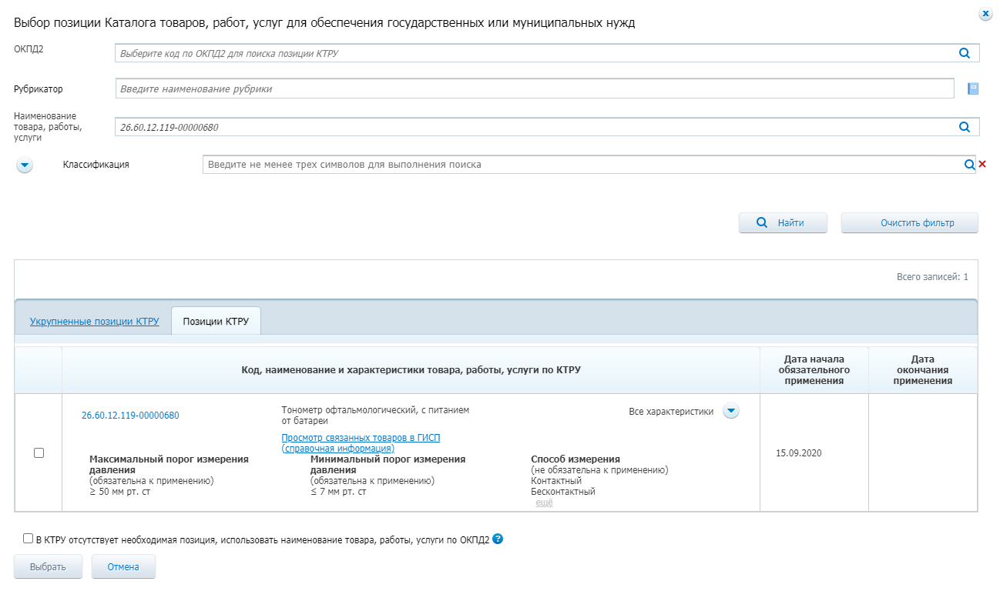 x
Выбор позиции Каталога товаров, работ, услуг для обеспечения государственных или муниципальных нужд
ОКПД2
Выберите код по ОКПД2 для поиска позиции КТРУ
Рубрикатор
Введите наименование рубрики
Наименование
товара, работы,
услуги
26.60.12.119-00000680
Классификация
Введите не менее трех символов для выполнения поиска
Найти
Очистить фильтр
Всего записей: 1
Укрупненные позиции КТРУ
Позиции КТРУ
Код, наименование и характеристики товара, работы, услуги по КТРУ
Дата начала
обязательного
применения
Дата
окончания
применения
26.60.12.119-00000680
Тонометр офтальмологический, с питанием
от батареи
Просмотр связанных товаров в ГИСП
(справочная информация)
Все характеристики
Максимальный порог измерения
давления
(обязательна к применению)
≥ 50 мм рт. ст
Минимальный порог измерения
давления
(обязательна к применению)
≤ 7 мм рт. ст
Способ измерения
(не обязательна к применению)
Контактный
Бесконтактный
ещё
15.09.2020
В КТРУ отсутствует необходимая позиция, использовать наименование товара, работы, услуги по ОКПД2 ?
Выбрать
Отмена